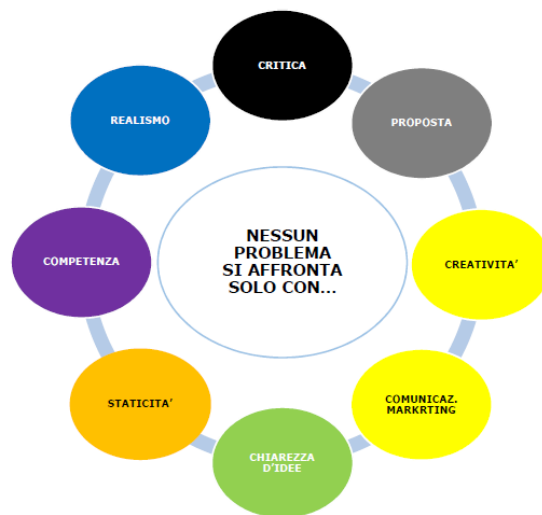 CRITICA
PROPOSTA
CREATIVITA’
COMUNICAZ.
MARKRTING
CHIAREZZA
D’IDEE
STATICITA’
COMPETENZA
REALISMO
NESSUN
PROBLEMA
SI AFFRONTA
SOLO CON...